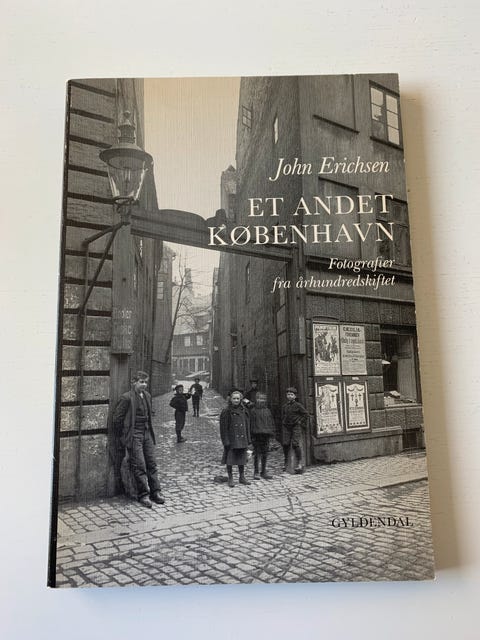 John Erichsen
ET ANDET
KØBENHAVN
Fotografier
fra århundredskiftet
GYLDENDAL